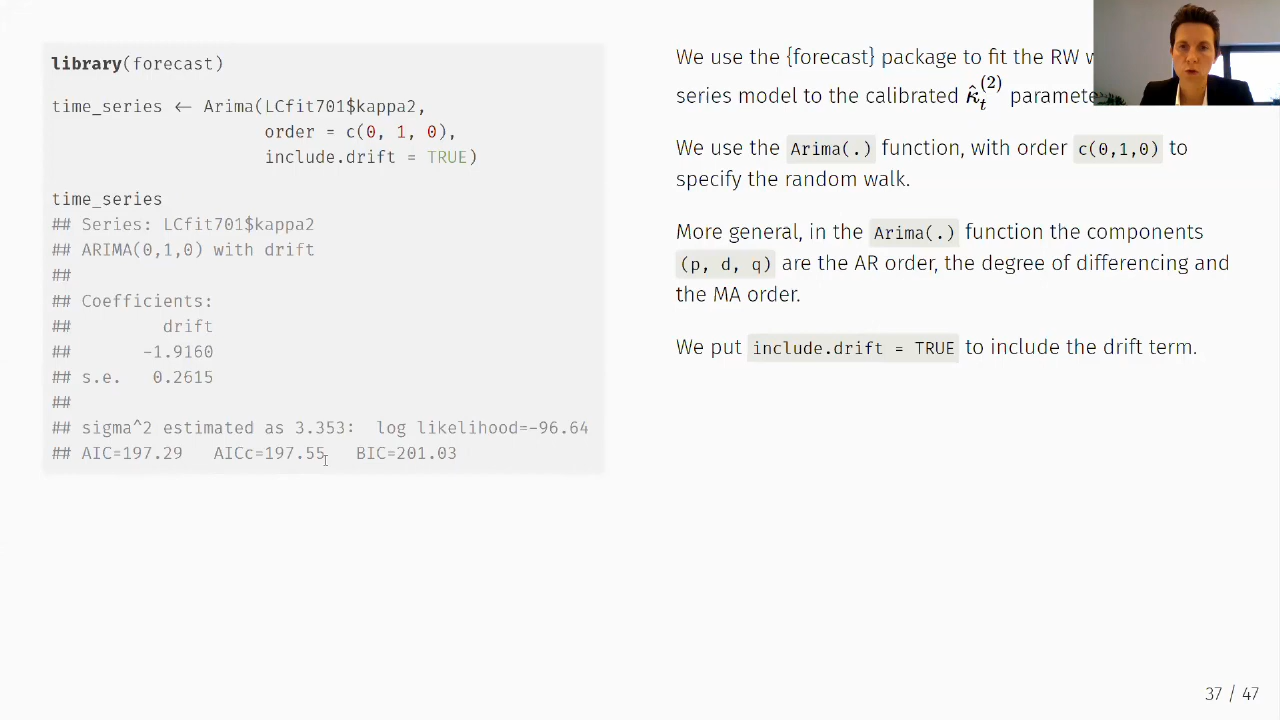 library(forecast)
time_series ← Arima(LCfit701$kappa2,
order = c(0, 1, 0),
include.drift = TRUE)
time_series
## Series: LCfit701$kappa2
## ARIMA(0,1,0) with drift
##
## Coefficients:
## drift
## -1.9160
## s.e. 0.2615
##
## sigma^2 estimated as 3.353: log likelihood=-96.64
## AIC=197.29 AICc=197.55 BIC=201.03
We use the {forecast} package to fit the RW
series model to the calibrated κ̂_t^(2)
We use the Arima(.) function, with order c(0,1,0) to
specify the random walk.
More general, in the Arima(.) function the components
(p, d, q) are the AR order, the degree of differencing and
the MA order.
We put include.drift = TRUE to include the drift term.
37 / 47